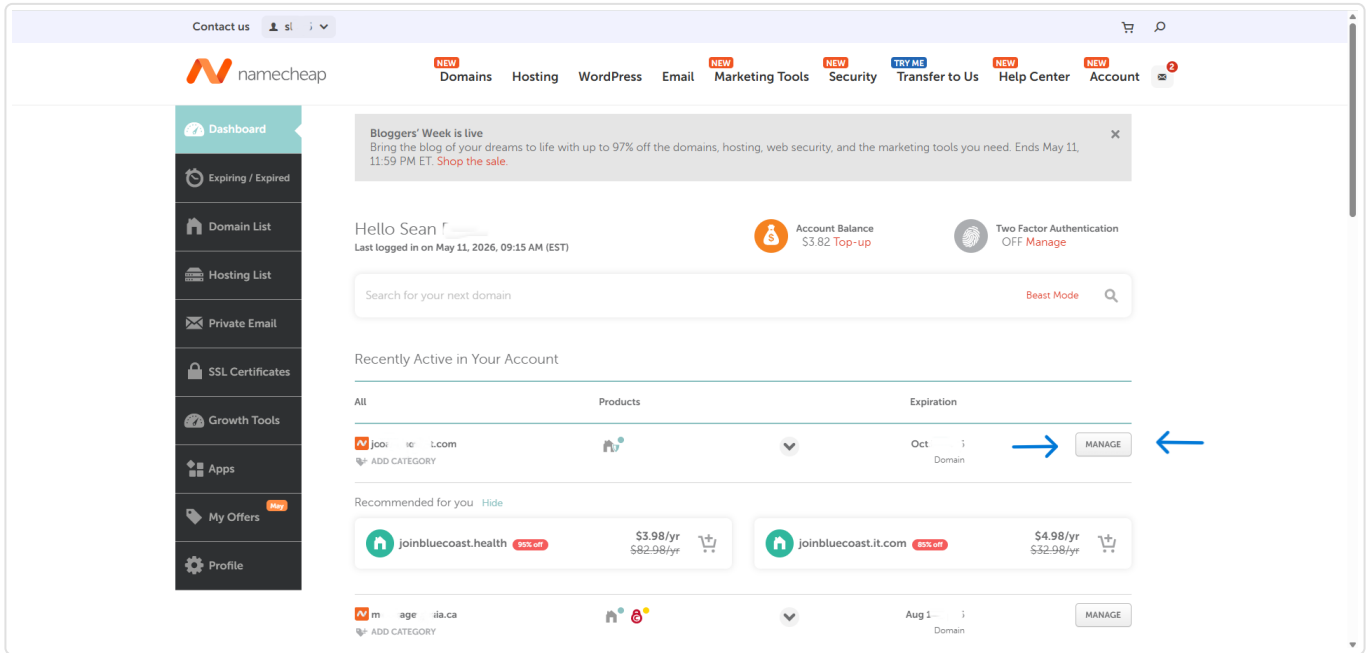 Contact us
NEW NEW NEW TRY ME NEW NEW 2
namecheap Domains Hosting WordPress Email Marketing Tools Security Transfer to Us Help Center Account
Dashboard
Expiring / Expired
Domain List
Hosting List
Private Email
SSL Certificates
Growth Tools
Apps
My Offers May
Profile
Bloggers' Week is live
Bring the blog of your dreams to life with up to 97% off the domains, hosting, web security, and the marketing tools you need. Ends May 11,
11:59 PM ET. Shop the sale.
Hello Sean
Last logged in on May 11, 2026, 09:15 AM (EST)
Account Balance
$3.82 Top-up
Two Factor Authentication
OFF Manage
Search for your next domain Beast Mode
Recently Active in Your Account
All Products Expiration
.com Oct MANAGE
ADD CATEGORY Domain
Recommended for you Hide
joinbluecoast.health 95% off $3.98/yr
$82.98/yr
joinbluecoast.it.com 85% off $4.98/yr
$32.98/yr
.ca Aug MANAGE
ADD CATEGORY Domain